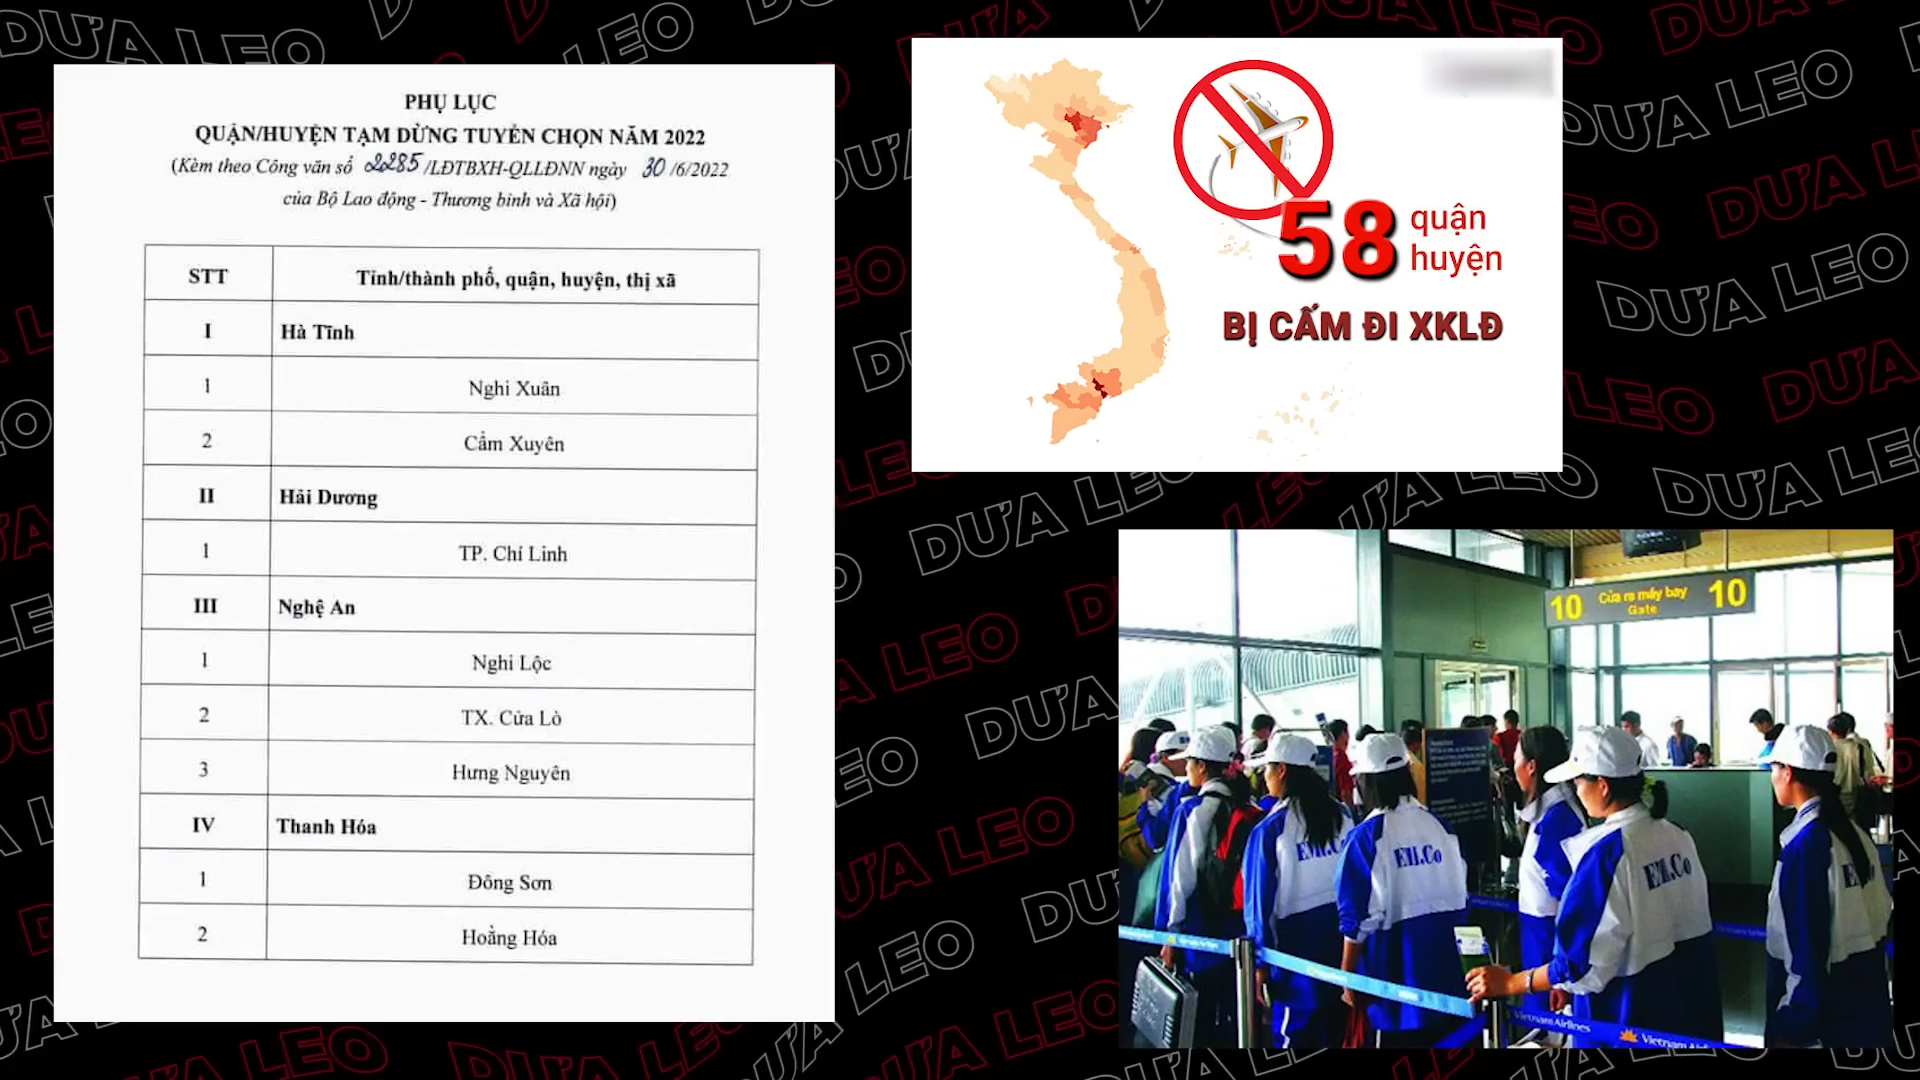 PHỤ LỤC
QUẬN/HUYỆN TẠM DỪNG TUYỂN CHỌN NĂM 2022
(Kèm theo Công văn số 2285/LĐTBXH-QLLĐNN ngày 30/6/2022
của Bộ Lao động - Thương binh và Xã hội)
STT Tỉnh/thành phố, quận, huyện, thị xã
I Hà Tĩnh
1 Nghi Xuân
2 Cẩm Xuyên
II Hải Dương
1 TP. Chí Linh
III Nghệ An
1 Nghi Lộc
2 TX. Cửa Lò
3 Hưng Nguyên
IV Thanh Hóa
1 Đông Sơn
2 Hoằng Hóa
58 quận
huyện
BỊ CẤM ĐI XKLĐ
10 Cửa ra máy bay 10
Gate
Vietnam Airlines
DƯA LEO